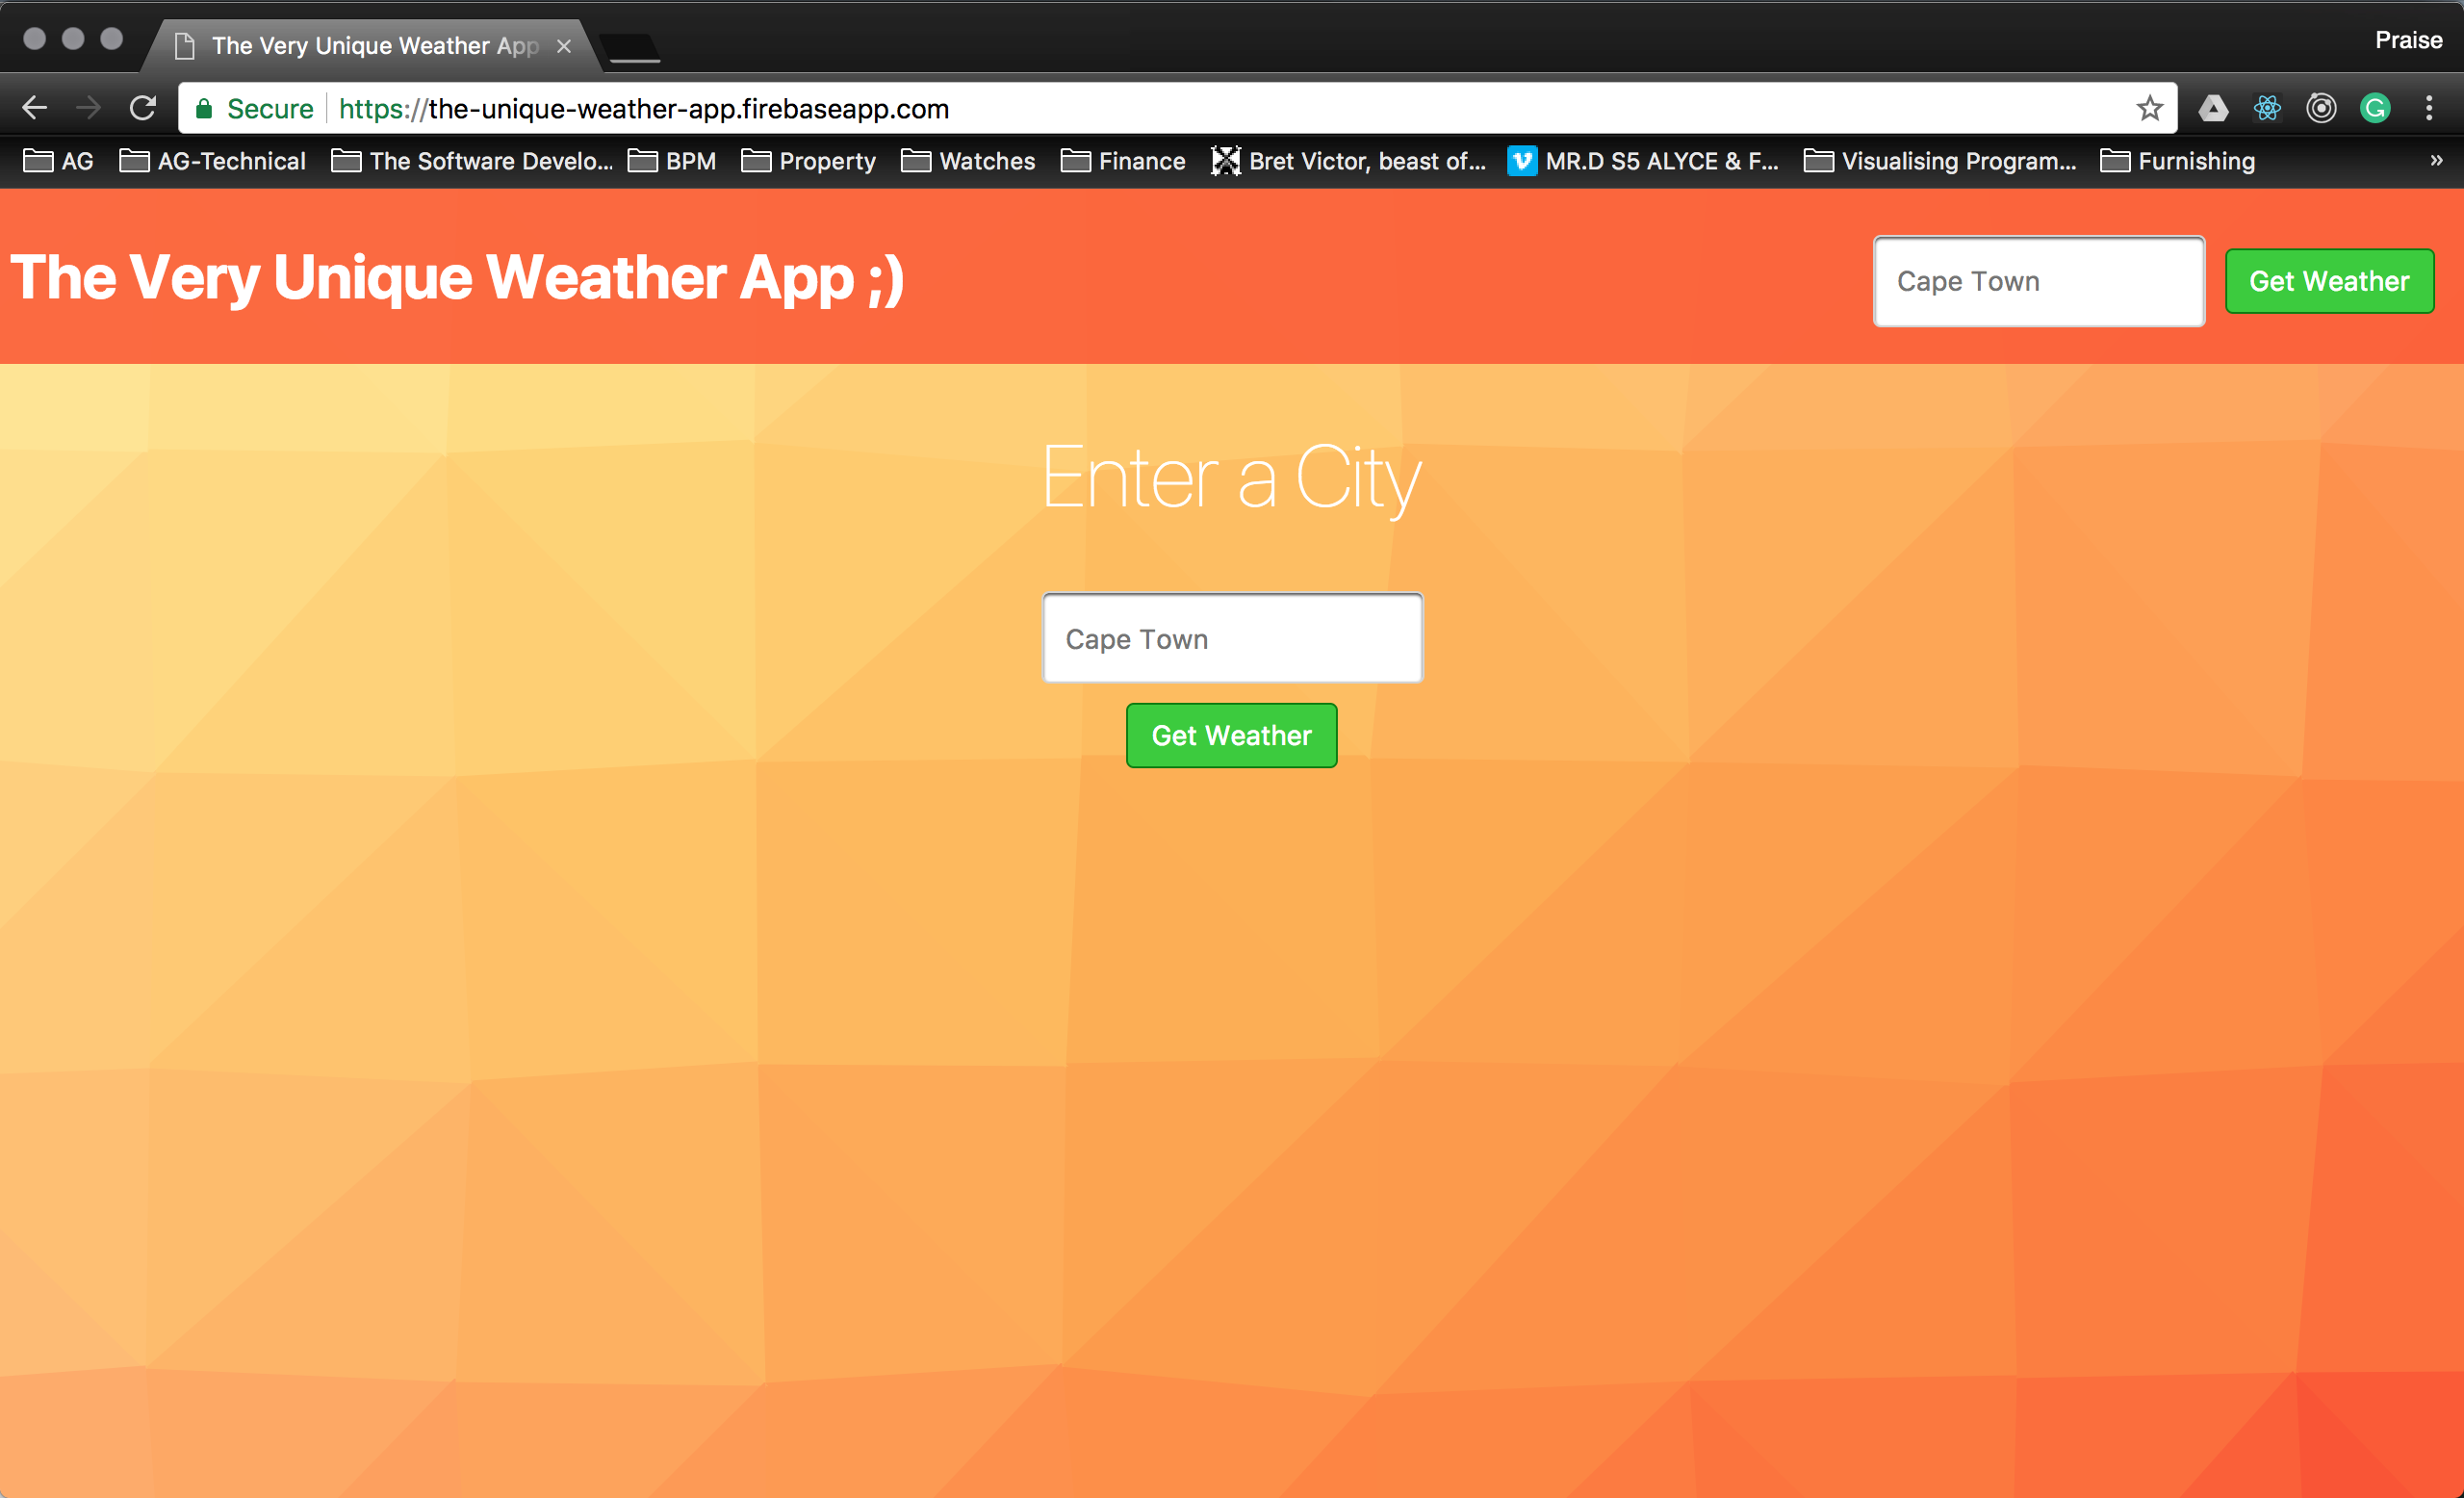 The Very Unique Weather App
Praise
Secure https://the-unique-weather-app.firebaseapp.com
AG AG-Technical The Software Develo... BPM Property Watches Finance Bret Victor, beast of... MR.D S5 ALYCE & F... Visualising Program... Furnishing »
The Very Unique Weather App ;) Cape Town Get Weather
Enter a City
Cape Town
Get Weather